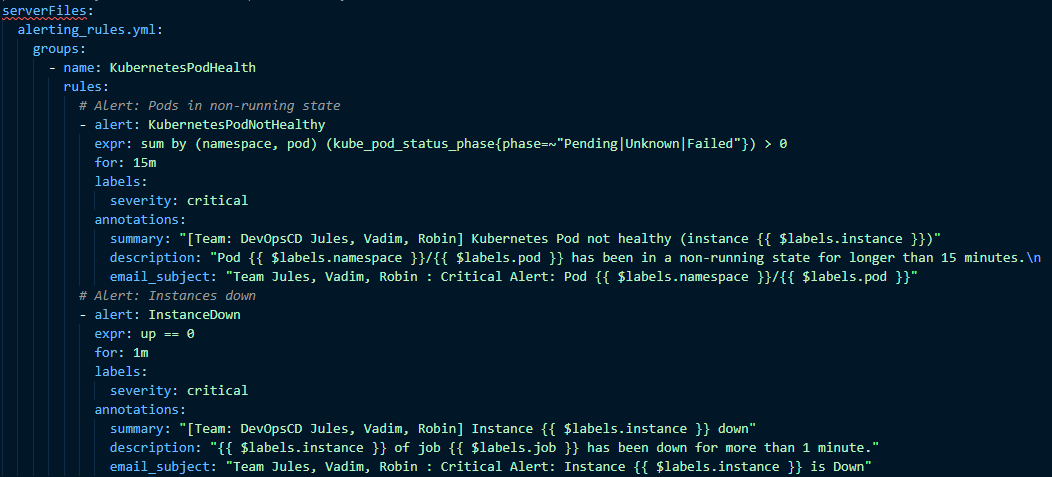 serverFiles:
  alerting_rules.yml:
    groups:
      - name: KubernetesPodHealth
        rules:
          # Alert: Pods in non-running state
          - alert: KubernetesPodNotHealthy
            expr: sum by (namespace, pod) (kube_pod_status_phase{phase=~"Pending|Unknown|Failed"}) > 0
            for: 15m
            labels:
              severity: critical
            annotations:
              summary: "[Team: DevOpsCD Jules, Vadim, Robin] Kubernetes Pod not healthy (instance {{ $labels.instance }})"
              description: "Pod {{ $labels.namespace }}/{{ $labels.pod }} has been in a non-running state for longer than 15 minutes.\n
              email_subject: "Team Jules, Vadim, Robin : Critical Alert: Pod {{ $labels.namespace }}/{{ $labels.pod }}"
          # Alert: Instances down
          - alert: InstanceDown
            expr: up == 0
            for: 1m
            labels:
              severity: critical
            annotations:
              summary: "[Team: DevOpsCD Jules, Vadim, Robin] Instance {{ $labels.instance }} down"
              description: "{{ $labels.instance }} of job {{ $labels.job }} has been down for more than 1 minute."
              email_subject: "Team Jules, Vadim, Robin : Critical Alert: Instance {{ $labels.instance }} is Down"